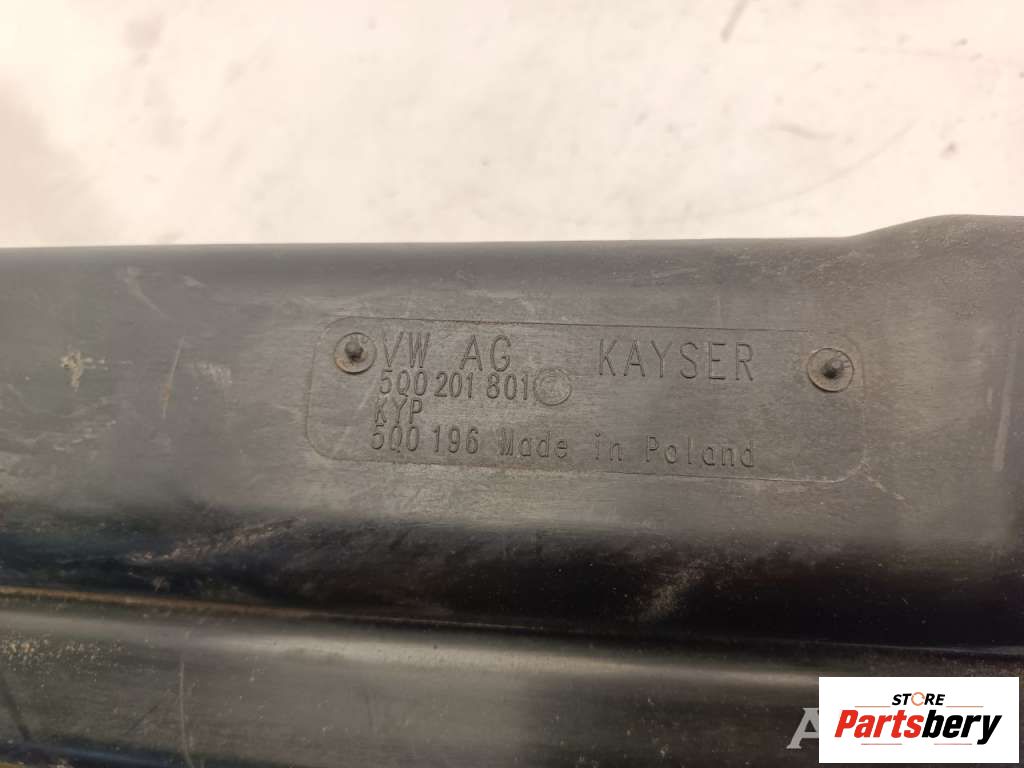 VW AG KAYSER
5Q0 201 801
KYP
5Q0 196 Made in Poland
STORE
Partsbery